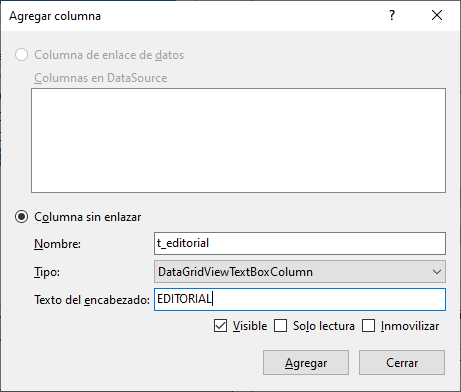 Agregar columna
?
Columna de enlace de datos
Columnas en DataSource
Columna sin enlazar
Nombre: t_editorial
Tipo: DataGridViewTextBoxColumn
Texto del encabezado: EDITORIAL
Visible Solo lectura Inmovilizar
Agregar Cerrar